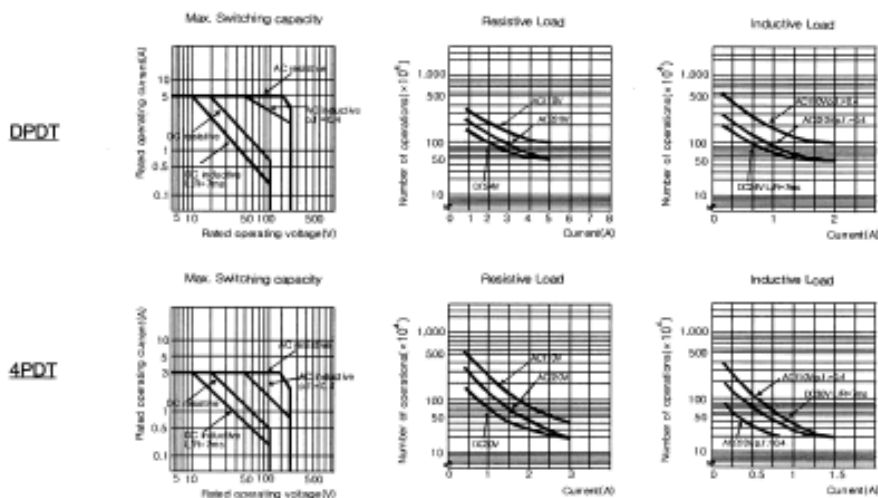 DPDT
Max. Switching capacity
Rated operating current(A)
10
5
1
0.5
0.1
AC resistive
AC inductive
DC resistive
DC inductive
5 10 50 100 500
Rated operating voltage(V)
Resistive Load
Number of operations(×10⁴)
1,000
500
100
50
10
AC110V
AC220V
DC24V
0 1 2 3 4 5 6 7 8
Current(A)
Inductive Load
Number of operations(×10⁴)
1,000
500
100
50
10
0 1 2
Current(A)
4PDT
Max. Switching capacity
Rated operating current(A)
10
5
3
1
0.5
0.1
AC resistive
AC inductive
DC resistive
DC inductive
5 10 50 100 500
Rated operating voltage(V)
Resistive Load
Number of operations(×10⁴)
1,000
500
100
50
10
AC110V
AC220V
0 1 2 3
Current(A)
Inductive Load
Number of operations(×10⁴)
1,000
500
100
50
10
0 0.5 1 1.5
Current(A)